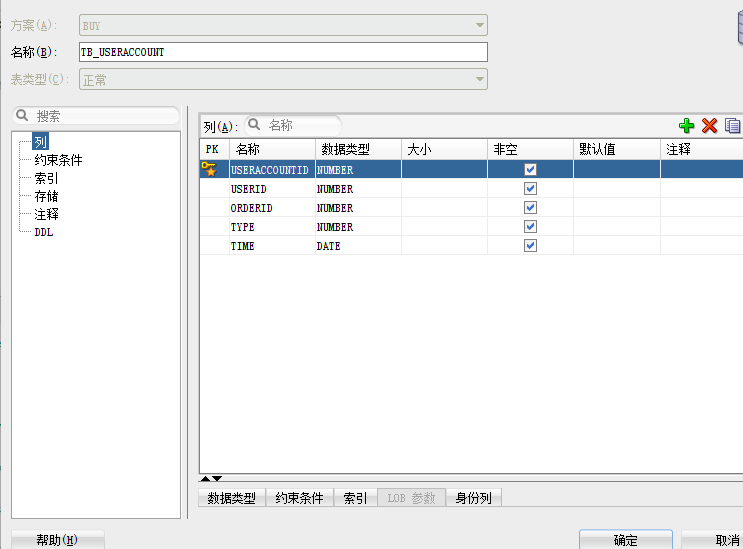 方案(A): BUY
名称(B): TB_USERACCOUNT
表类型(C): 正常
搜索
列
约束条件
索引
存储
注释
DDL
列(A): 名称
PK 名称 数据类型 大小 非空 默认值 注释
USERACCOUNTID NUMBER
USERID NUMBER
ORDERID NUMBER
TYPE NUMBER
TIME DATE
数据类型 约束条件 索引 LOB 参数 身份列
帮助(H) 确定 取消